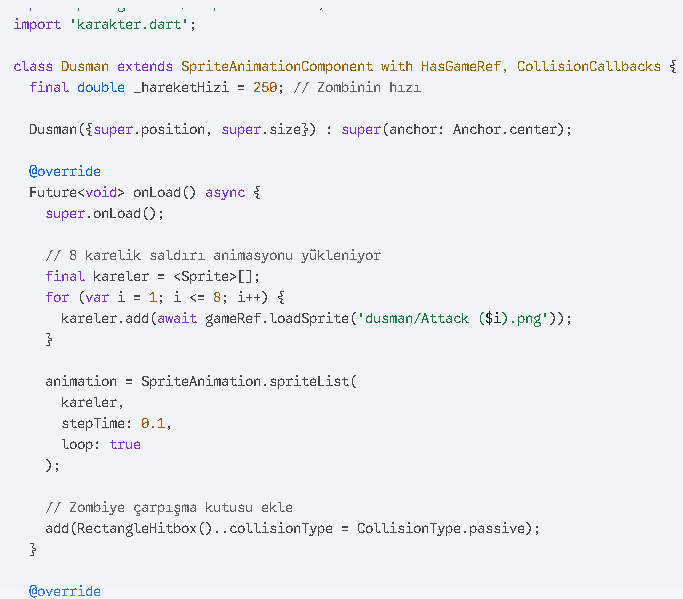 import 'karakter.dart';
class Dusman extends SpriteAnimationComponent with HasGameRef, CollisionCallbacks {
final double _hareketHizi = 250; // Zombinin hızı
Dusman({super.position, super.size}) : super(anchor: Anchor.center);
@override
Future<void> onLoad() async {
super.onLoad();
// 8 karelik saldırı animasyonu yükleniyor
final kareler = <Sprite>[];
for (var i = 1; i <= 8; i++) {
kareler.add(await gameRef.loadSprite('dusman/Attack ($i).png'));
}
animation = SpriteAnimation.spriteList(
kareler,
stepTime: 0.1,
loop: true
);
// Zombiye çarpışma kutusu ekle
add(RectangleHitbox()..collisionType = CollisionType.passive);
}
@override